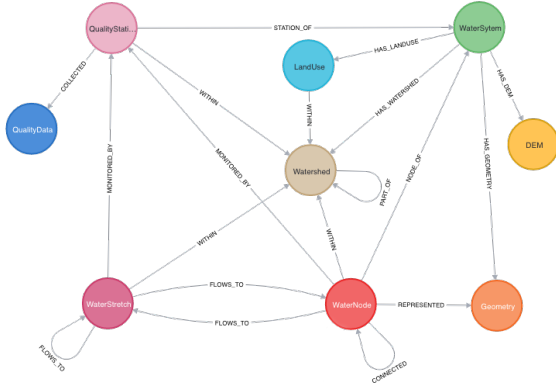 QualityStati...
STATION_OF
WaterSytem
HAS_LANDUSE
LandUse
COLLECTED
QualityData
WITHIN
WITHIN
HAS_WATERSHED
HAS_DEM
DEM
HAS_GEOMETRY
NODE_OF
MONITORED_BY
MONITORED_BY
Watershed
PART_OF
WITHIN
WITHIN
WaterStretch
FLOWS_TO
FLOWS_TO
FLOWS_TO
WaterNode
REPRESENTED
Geometry
CONNECTED